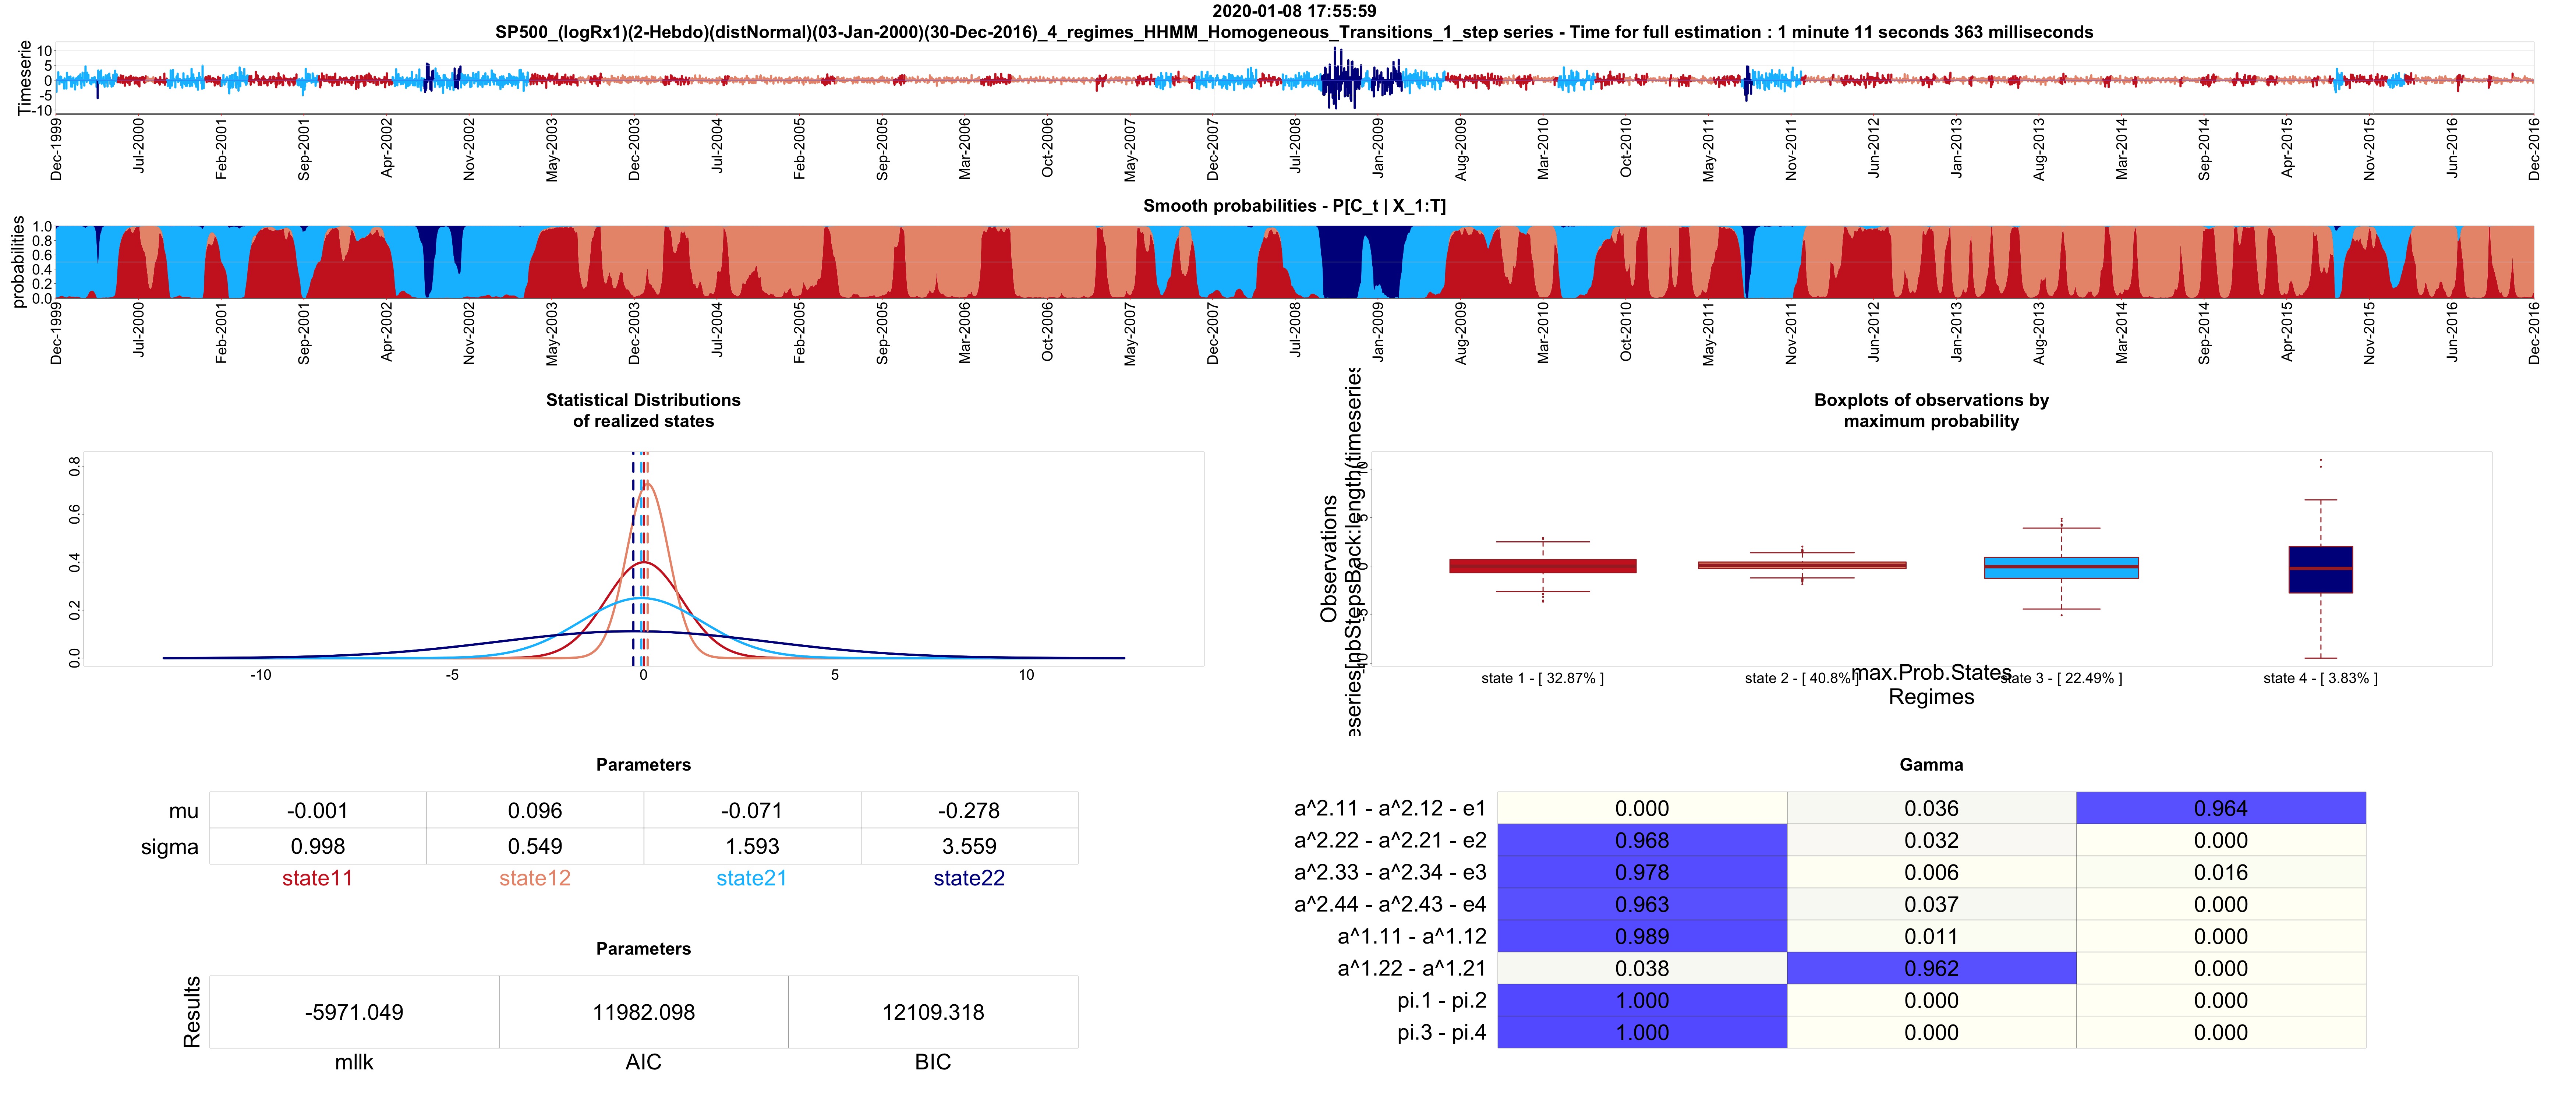 2020-01-08 17:55:59
SP500_(logRx1)(2-Hebdo)(distNormal)(03-Jan-2000)(30-Dec-2016)_4_regimes_HHMM_Homogeneous_Transitions_1_step series - Time for full estimation : 1 minute 11 seconds 363 milliseconds
Timeserie
10
5
0
-5
-10
Dec-1999 Jul-2000 Feb-2001 Sep-2001 Apr-2002 Nov-2002 May-2003 Dec-2003 Jul-2004 Feb-2005 Sep-2005 Mar-2006 Oct-2006 May-2007 Dec-2007 Jul-2008 Jan-2009 Aug-2009 Mar-2010 Oct-2010 May-2011 Nov-2011 Jun-2012 Jan-2013 Aug-2013 Mar-2014 Sep-2014 Apr-2015 Nov-2015 Jun-2016 Dec-2016
Smooth probabilities - P[C_t | X_1:T]
probabilities
1.0
0.8
0.6
0.4
0.2
0.0
Dec-1999 Jul-2000 Feb-2001 Sep-2001 Apr-2002 Nov-2002 May-2003 Dec-2003 Jul-2004 Feb-2005 Sep-2005 Mar-2006 Oct-2006 May-2007 Dec-2007 Jul-2008 Jan-2009 Aug-2009 Mar-2010 Oct-2010 May-2011 Nov-2011 Jun-2012 Jan-2013 Aug-2013 Mar-2014 Sep-2014 Apr-2015 Nov-2015 Jun-2016 Dec-2016
Statistical Distributions
of realized states
0.8
0.6
0.4
0.2
0.0
-10 -5 0 5 10
Boxplots of observations by
maximum probability
Observations
eseries[nbStepsBack:length(timeseries
10
5
0
-5
-10
state 1 - [ 32.87% ] state 2 - [ 40.8% ] state 3 - [ 22.49% ] state 4 - [ 3.83% ]
max.Prob.States
Regimes
Parameters
mu -0.001 0.096 -0.071 -0.278
sigma 0.998 0.549 1.593 3.559
state11 state12 state21 state22
Parameters
Results
-5971.049 11982.098 12109.318
mllk AIC BIC
Gamma
a^2.11 - a^2.12 - e1 0.000 0.036 0.964
a^2.22 - a^2.21 - e2 0.968 0.032 0.000
a^2.33 - a^2.34 - e3 0.978 0.006 0.016
a^2.44 - a^2.43 - e4 0.963 0.037 0.000
a^1.11 - a^1.12 0.989 0.011 0.000
a^1.22 - a^1.21 0.038 0.962 0.000
pi.1 - pi.2 1.000 0.000 0.000
pi.3 - pi.4 1.000 0.000 0.000